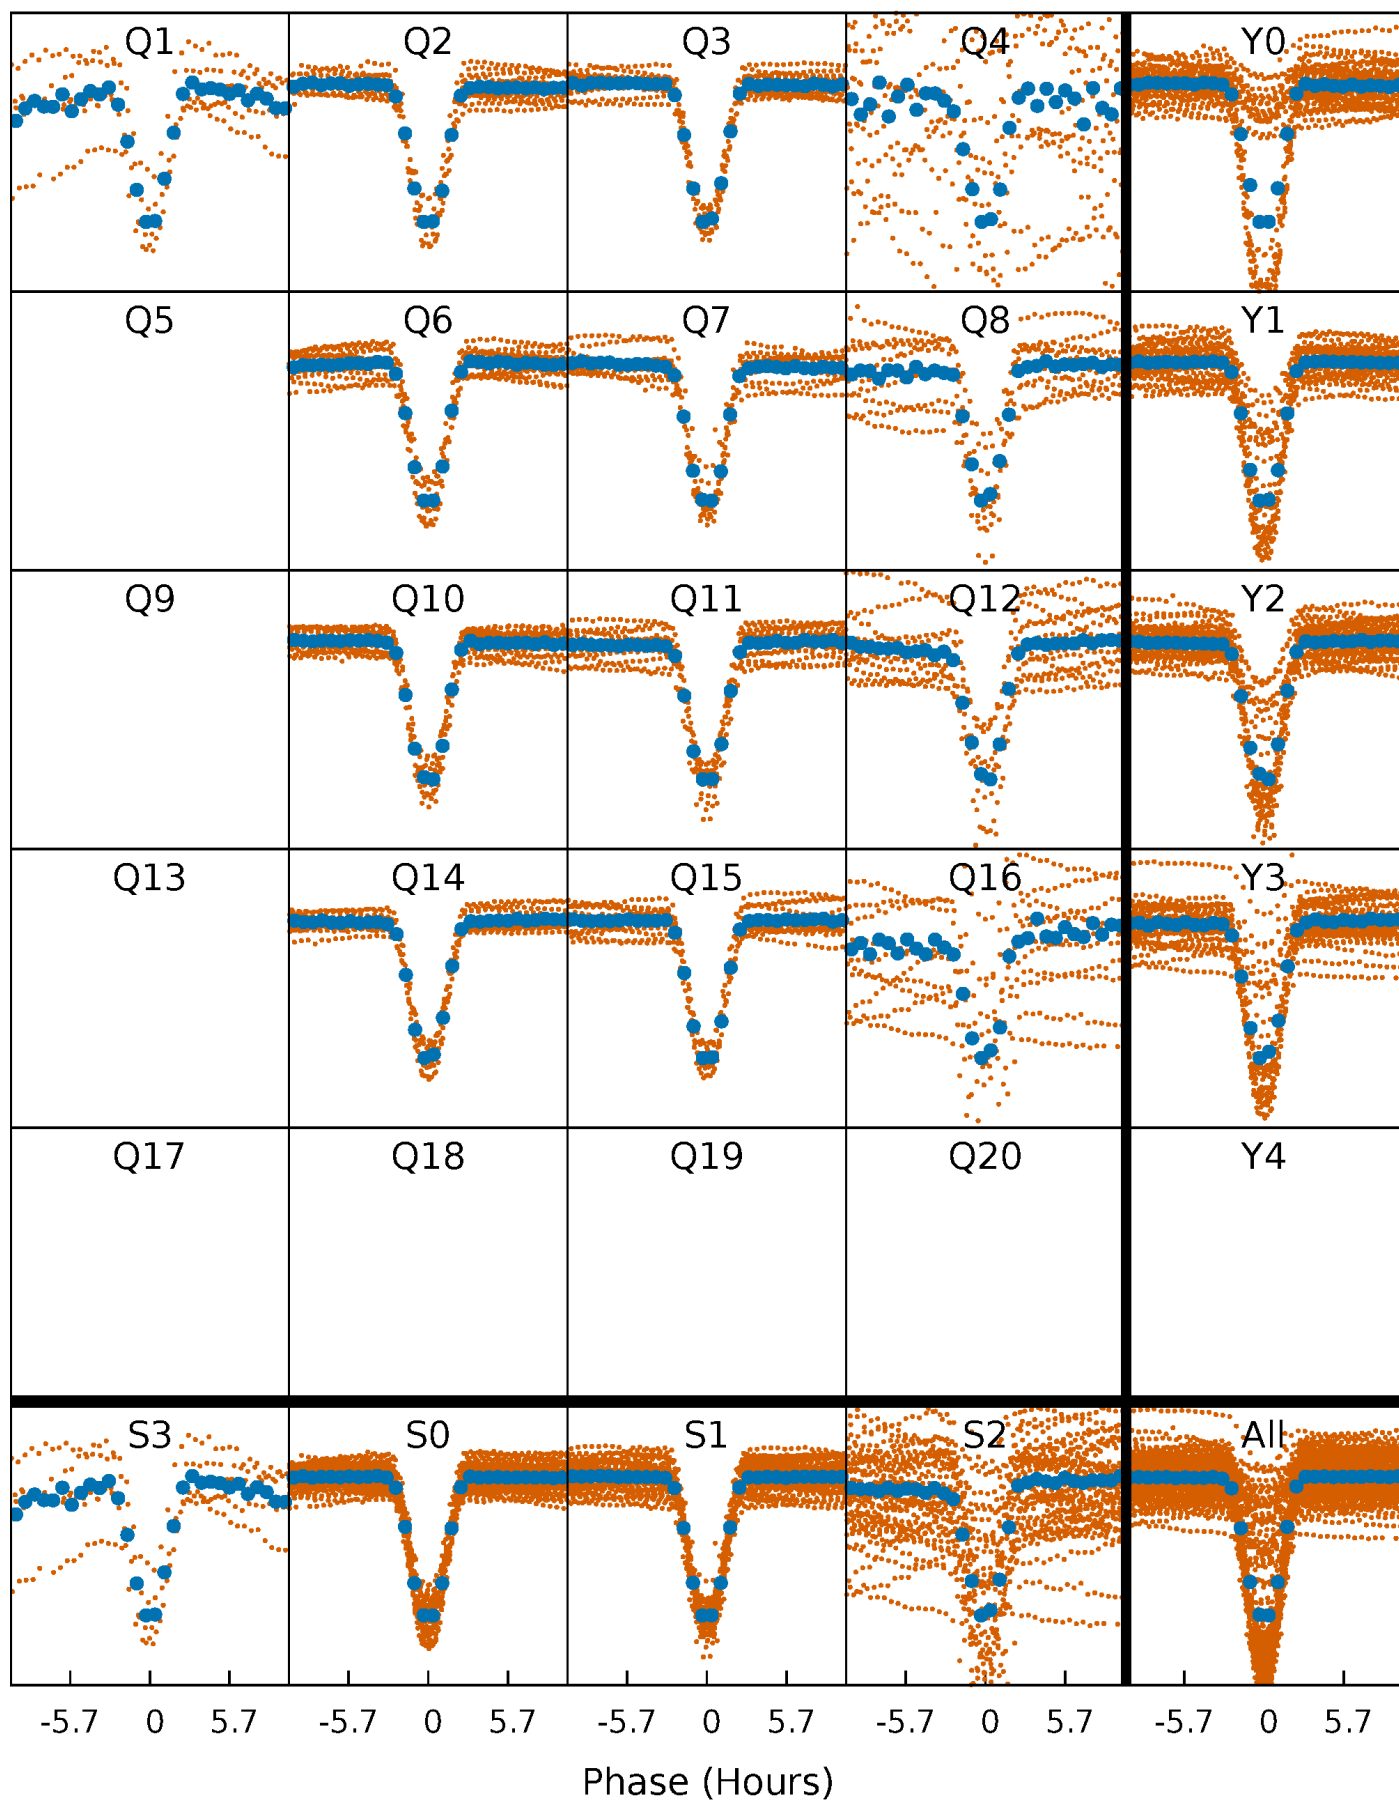 Q1 Q2 Q3 Q4 Y0
Q5 Q6 Q7 Q8 Y1
Q9 Q10 Q11 Q12 Y2
Q13 Q14 Q15 Q16 Y3
Q17 Q18 Q19 Q20 Y4
S3 S0 S1 S2 All
-5.7 0 5.7 -5.7 0 5.7 -5.7 0 5.7 -5.7 0 5.7 -5.7 0 5.7
Phase (Hours)